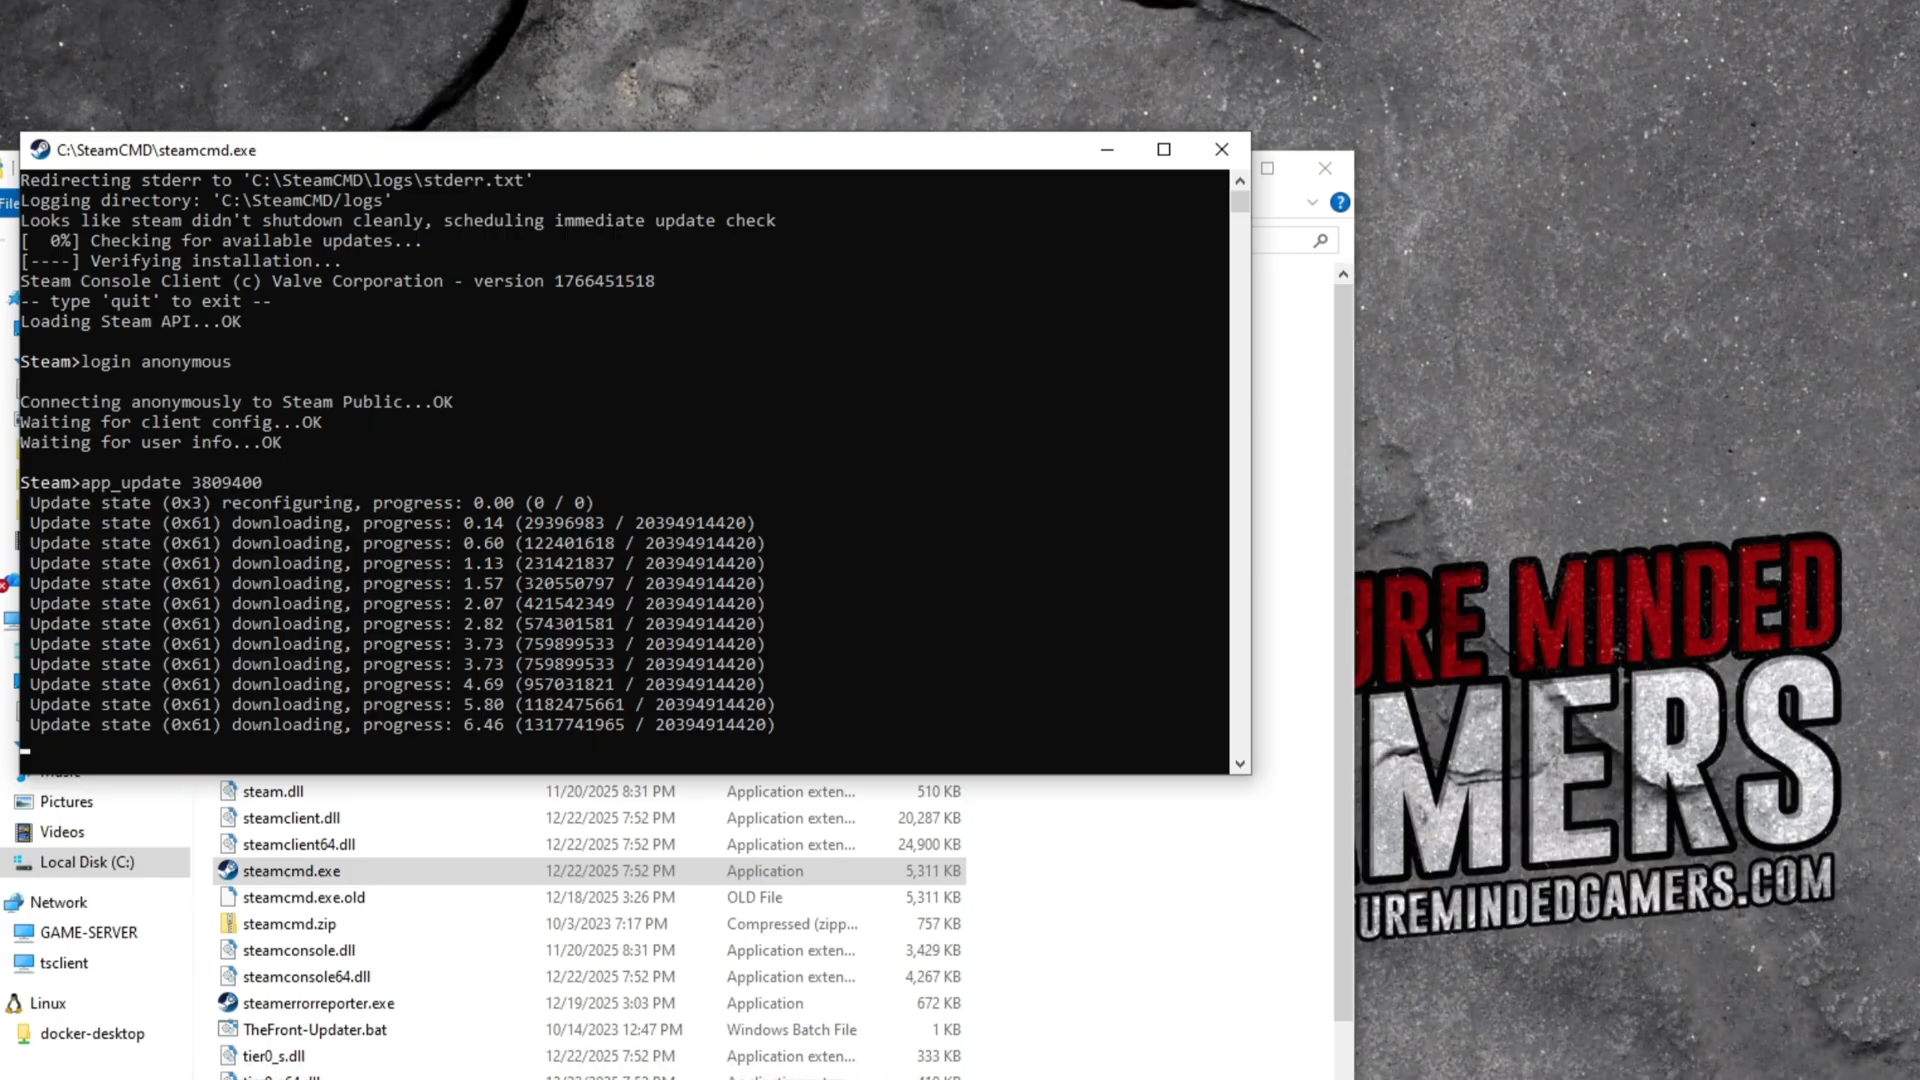 C:\SteamCMD\steamcmd.exe
Redirecting stderr to 'C:\SteamCMD\logs\stderr.txt'
Logging directory: 'C:\SteamCMD/logs'
Looks like steam didn't shutdown cleanly, scheduling immediate update check
[  0%] Checking for available updates...
[----] Verifying installation...
Steam Console Client (c) Valve Corporation - version 1766451518
-- type 'quit' to exit --
Loading Steam API...OK
Steam>login anonymous
Connecting anonymously to Steam Public...OK
Waiting for client config...OK
Waiting for user info...OK
Steam>app_update 3809400
Update state (0x3) reconfiguring, progress: 0.00 (0 / 0)
Update state (0x61) downloading, progress: 0.14 (29396983 / 20394914420)
Update state (0x61) downloading, progress: 0.60 (122401618 / 20394914420)
Update state (0x61) downloading, progress: 1.13 (231421837 / 20394914420)
Update state (0x61) downloading, progress: 1.57 (320550797 / 20394914420)
Update state (0x61) downloading, progress: 2.07 (421542349 / 20394914420)
Update state (0x61) downloading, progress: 2.82 (574301581 / 20394914420)
Update state (0x61) downloading, progress: 3.73 (759899533 / 20394914420)
Update state (0x61) downloading, progress: 3.73 (759899533 / 20394914420)
Update state (0x61) downloading, progress: 4.69 (957031821 / 20394914420)
Update state (0x61) downloading, progress: 5.80 (1182475661 / 20394914420)
Update state (0x61) downloading, progress: 6.46 (1317741965 / 20394914420)
File
Pictures
Videos
Local Disk (C:)
Network
GAME-SERVER
tsclient
Linux
docker-desktop
steam.dll 11/20/2025 8:31 PM Application exten... 510 KB
steamclient.dll 12/22/2025 7:52 PM Application exten... 20,287 KB
steamclient64.dll 12/22/2025 7:52 PM Application exten... 24,900 KB
steamcmd.exe 12/22/2025 7:52 PM Application 5,311 KB
steamcmd.exe.old 12/18/2025 3:26 PM OLD File 5,311 KB
steamcmd.zip 10/3/2023 7:17 PM Compressed (zipp... 757 KB
steamconsole.dll 11/20/2025 8:31 PM Application exten... 3,429 KB
steamconsole64.dll 12/22/2025 7:52 PM Application exten... 4,267 KB
steamerrorreporter.exe 12/19/2025 3:03 PM Application 672 KB
TheFront-Updater.bat 10/14/2023 12:47 PM Windows Batch File 1 KB
tier0_s.dll 12/22/2025 7:52 PM Application exten... 333 KB
URE MINDED
AMERS
UREMINDEDGAMERS.COM